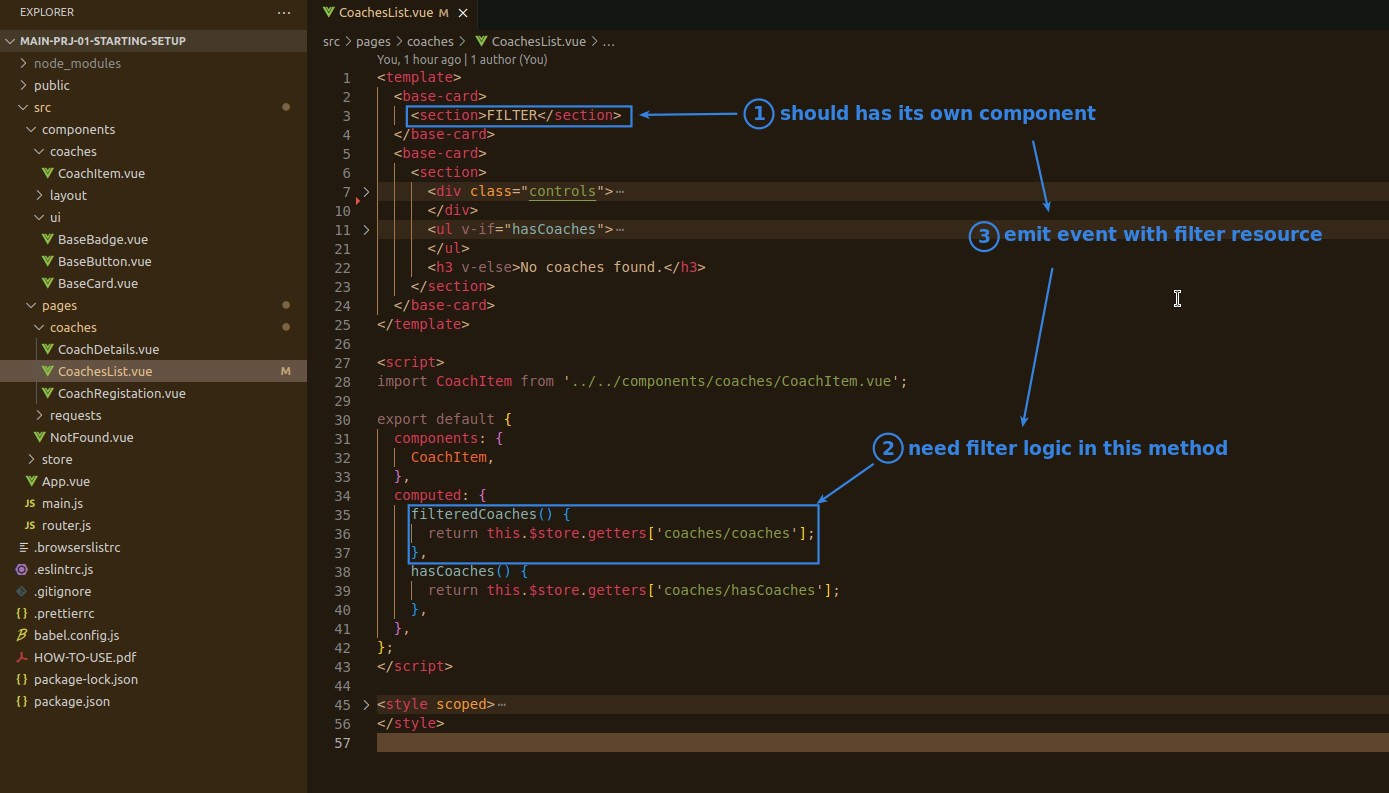 EXPLORER
MAIN-PRJ-01-STARTING-SETUP
node_modules
public
src
components
coaches
CoachItem.vue
layout
ui
BaseBadge.vue
BaseButton.vue
BaseCard.vue
pages
coaches
CoachDetails.vue
CoachesList.vue M
CoachRegistation.vue
requests
NotFound.vue
store
App.vue
JS main.js
JS router.js
.browserslistrc
.eslintrc.js
.gitignore
{} .prettierrc
babel.config.js
HOW-TO-USE.pdf
{} package-lock.json
{} package.json
CoachesList.vue M
src > pages > coaches > CoachesList.vue > ...
You, 1 hour ago | 1 author (You)
1 <template>
2 <base-card>
3 <section>FILTER</section>
4 </base-card>
5 <base-card>
6 <section>
7 <div class="controls">…
10 </div>
11 <ul v-if="hasCoaches">…
21 </ul>
22 <h3 v-else>No coaches found.</h3>
23 </section>
24 </base-card>
25 </template>
26
27 <script>
28 import CoachItem from '../../components/coaches/CoachItem.vue';
29
30 export default {
31 components: {
32 CoachItem,
33 },
34 computed: {
35 filteredCoaches() {
36 return this.$store.getters['coaches/coaches'];
37 },
38 hasCoaches() {
39 return this.$store.getters['coaches/hasCoaches'];
40 },
41 },
42 };
43 </script>
44
45 <style scoped>…
56 </style>
57
1 should has its own component
3 emit event with filter resource
2 need filter logic in this method